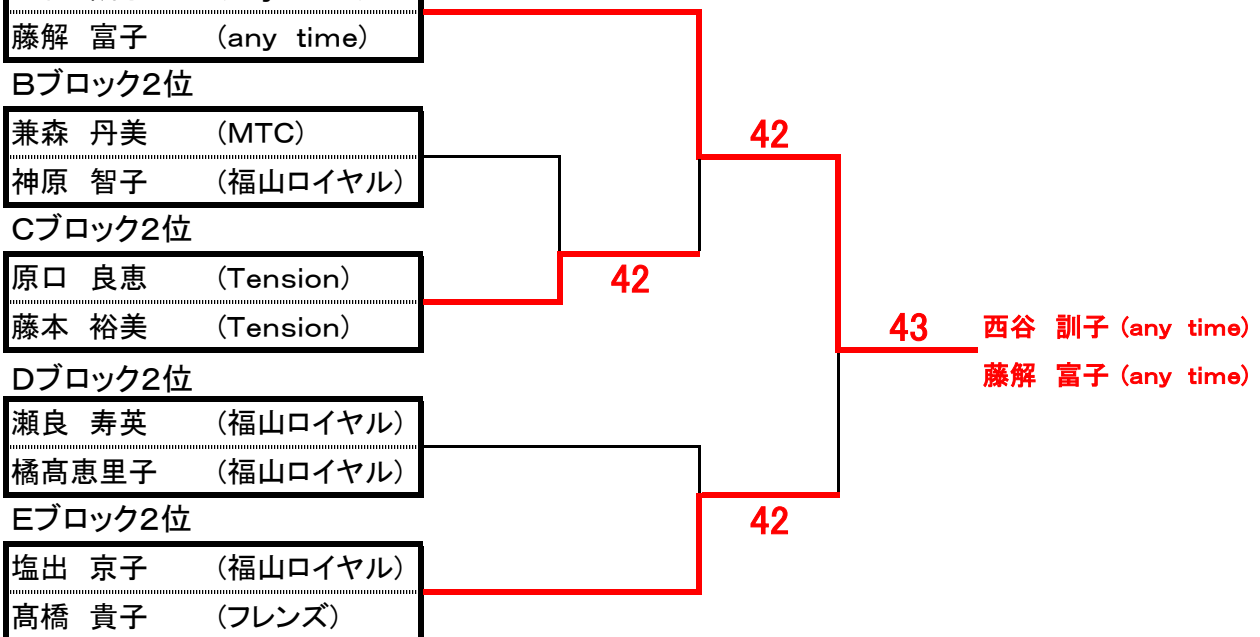 藤解 富子 (any time)
Bブロック2位
兼森 丹美 (MTC)
神原 智子 (福山ロイヤル)
Cブロック2位
原口 良恵 (Tension)
藤本 裕美 (Tension)
Dブロック2位
瀬良 寿英 (福山ロイヤル)
橘髙恵里子 (福山ロイヤル)
Eブロック2位
塩出 京子 (福山ロイヤル)
髙橋 貴子 (フレンズ)
42
42
42
43
西谷 訓子 (any time)
藤解 富子 (any time)